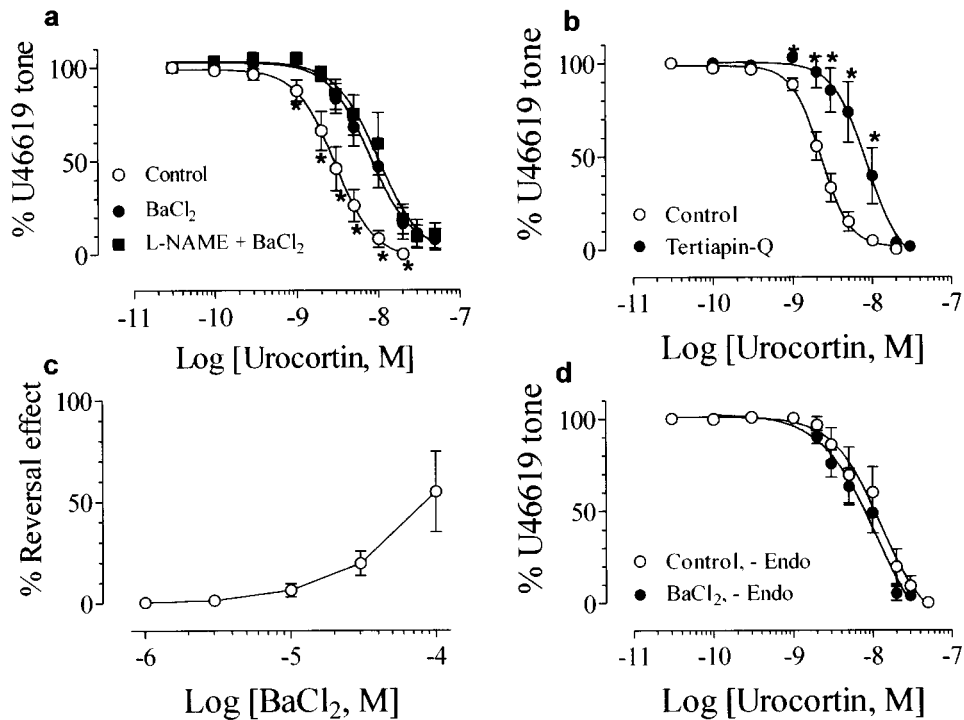 a
% U46619 tone
100
50
0
Control
BaCl2
L-NAME + BaCl2
* * * * * *
-11 -10 -9 -8 -7
Log [Urocortin, M]
b
% U46619 tone
100
50
0
Control
Tertiapin-Q
* * * * *
-11 -10 -9 -8 -7
Log [Urocortin, M]
c
% Reversal effect
100
50
0
-6 -5 -4
Log [BaCl2, M]
d
% U46619 tone
100
50
0
Control, - Endo
BaCl2, - Endo
-11 -10 -9 -8 -7
Log [Urocortin, M]